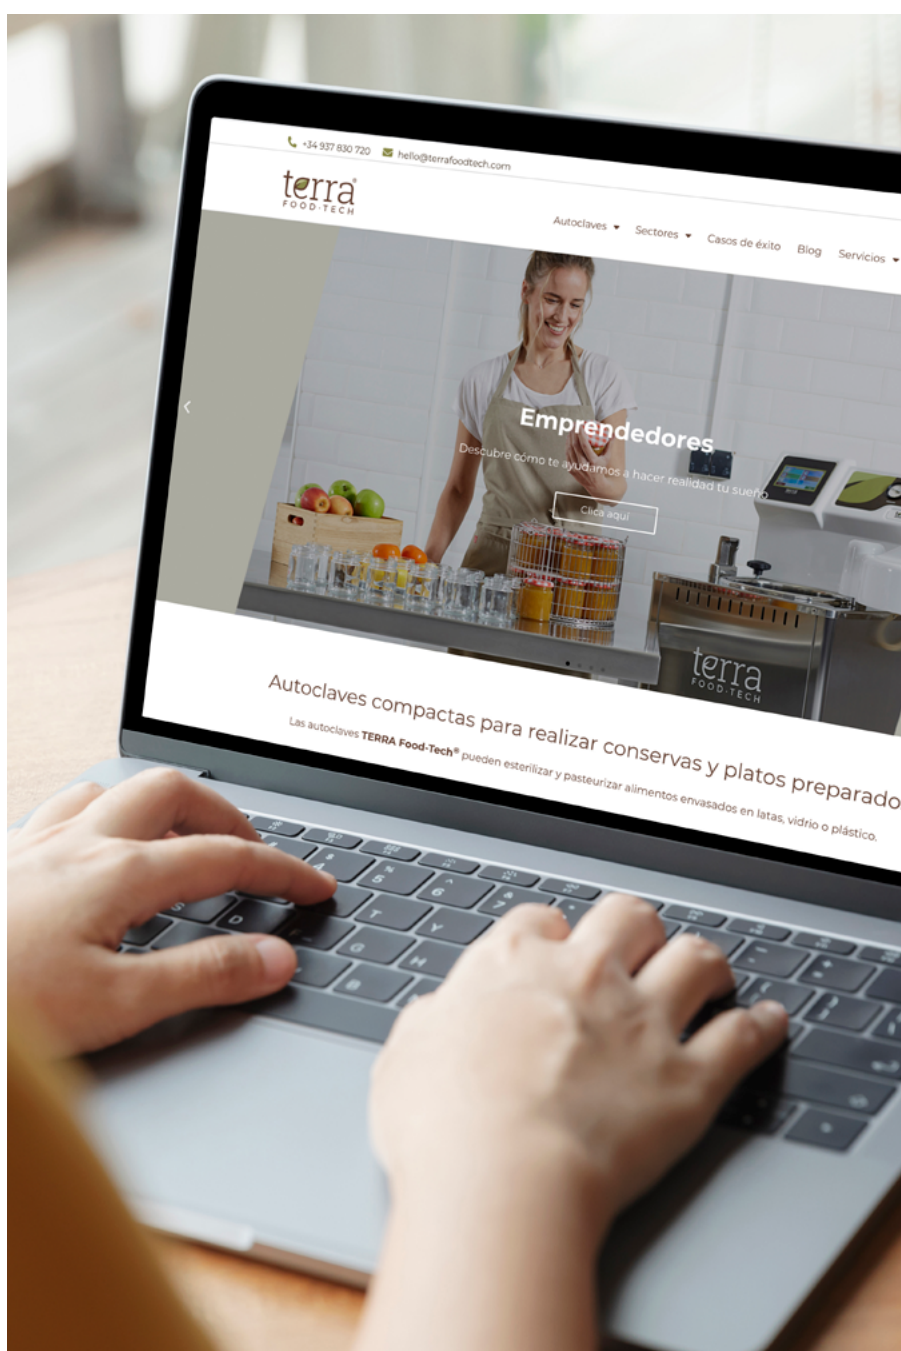 +34 937 830 720 hello@terrafoodtech.com
terra®
FOOD·TECH
Autoclaves Sectores Casos de éxito Blog Servicios
Emprendedores
Descubre cómo te ayudamos a hacer realidad tu sueño
Clica aquí
terra
FOOD·TECH
Autoclaves compactas para realizar conservas y platos preparado
Las autoclaves TERRA Food-Tech® pueden esterilizar y pasteurizar alimentos envasados en latas, vidrio o plástico.